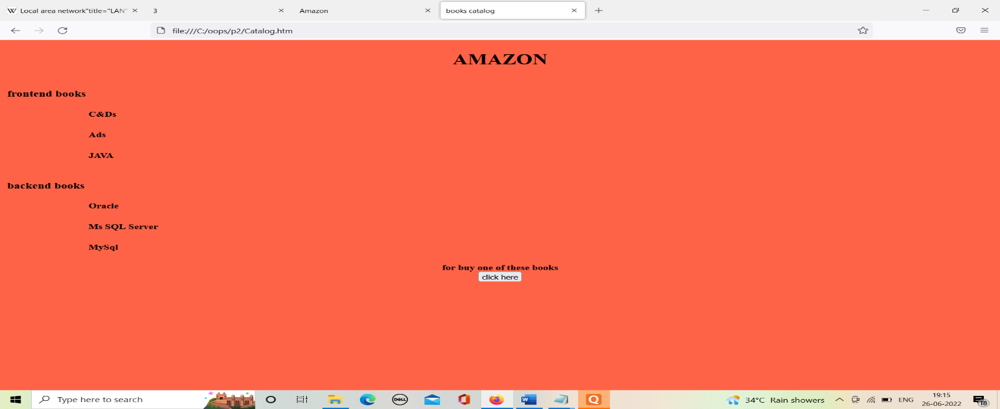 W Local area network"title="LAN"
3
Amazon
books catalog
file:///C:/oops/p2/Catalog.htm
AMAZON
frontend books
C&Ds
Ads
JAVA
backend books
Oracle
Ms SQL Server
MySql
for buy one of these books
click here
Type here to search
DELL
W
Q
34°C Rain showers
ENG
19:15
26-06-2022
18